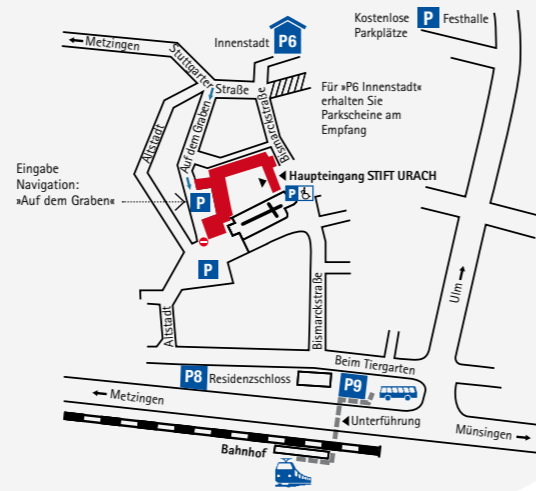 Kostenlose
Parkplätze
P
Festhalle
Metzingen
Innenstadt
P6
Stuttgarter
Straße
Für »P6 Innenstadt«
erhalten Sie
Parkscheine am
Empfang
Altstadt
Auf dem Graben
Bismarckstraße
Eingabe
Navigation:
»Auf dem Graben«
P
Haupteingang STIFT URACH
P
P
Ulm
Altstadt
Bismarckstraße
Beim Tiergarten
P8
Residenzschloss
P9
Metzingen
Unterführung
Münsingen
Bahnhof